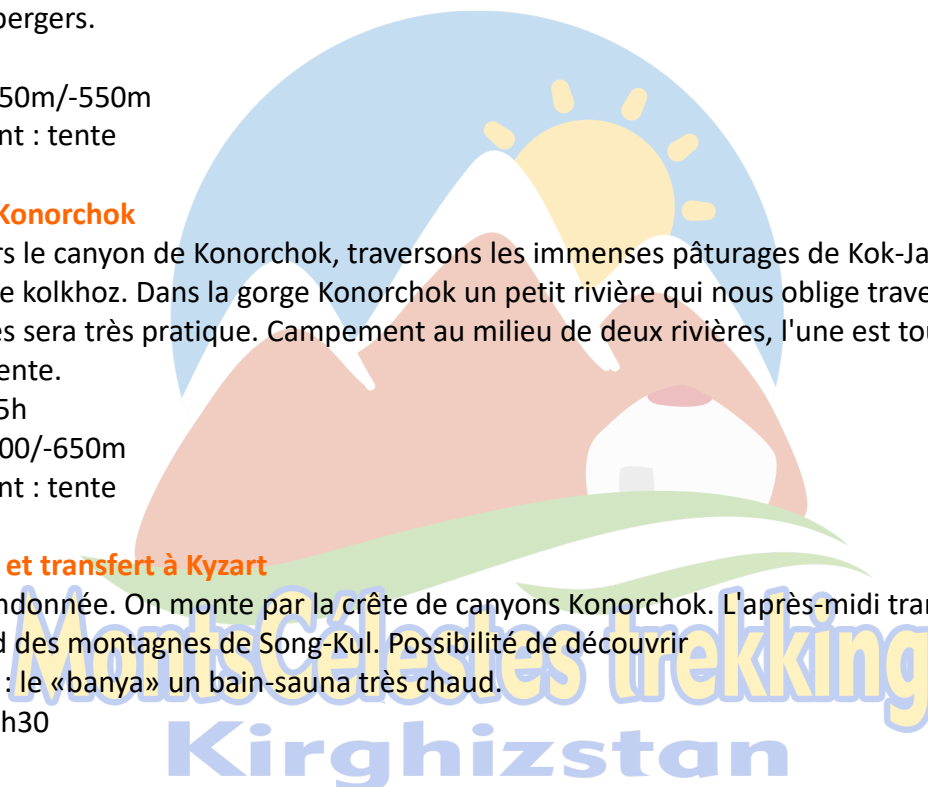 bergers.
50m/-550m
nt : tente
Konorchok
rs le canyon de Konorchok, traversons les immenses pâturages de Kok-Ja
e kolkhoz. Dans la gorge Konorchok un petit rivière qui nous oblige trave
es sera très pratique. Campement au milieu de deux rivières, l'une est tou
ente.
5h
00/-650m
nt : tente
et transfert à Kyzart
ndonnée. On monte par la crête de canyons Konorchok. L'après-midi tran
d des montagnes de Song-Kul. Possibilité de découvrir
: le «banya» un bain-sauna très chaud.
h30
MontsCélestes trekking
Kirghizstan